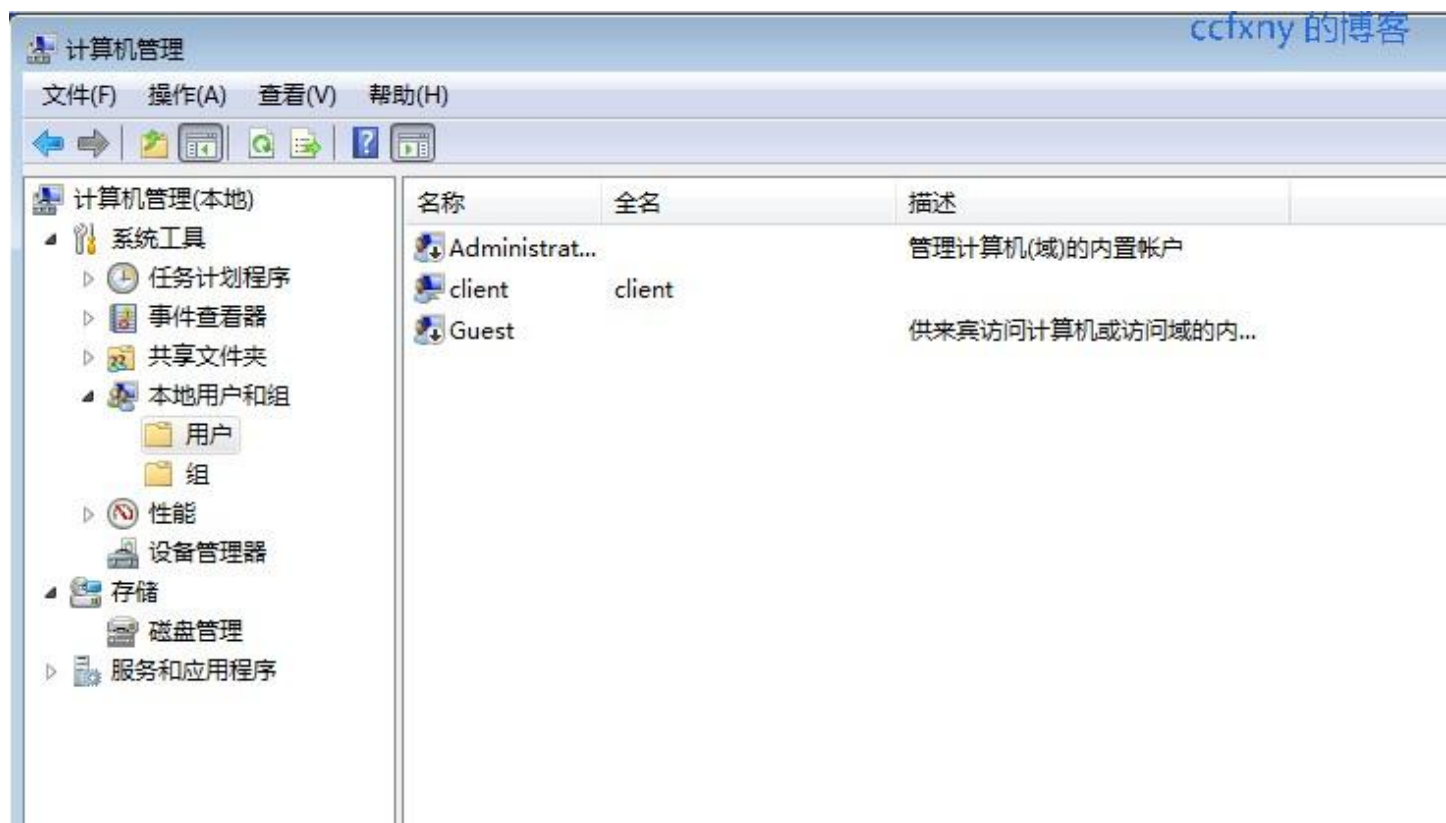 ccfxny 的博客
计算机管理
文件(F) 操作(A) 查看(V) 帮助(H)
计算机管理(本地)
系统工具
任务计划程序
事件查看器
共享文件夹
本地用户和组
用户
组
性能
设备管理器
存储
磁盘管理
服务和应用程序
名称 全名 描述
Administrat... 管理计算机(域)的内置帐户
client client
Guest 供来宾访问计算机或访问域的内...